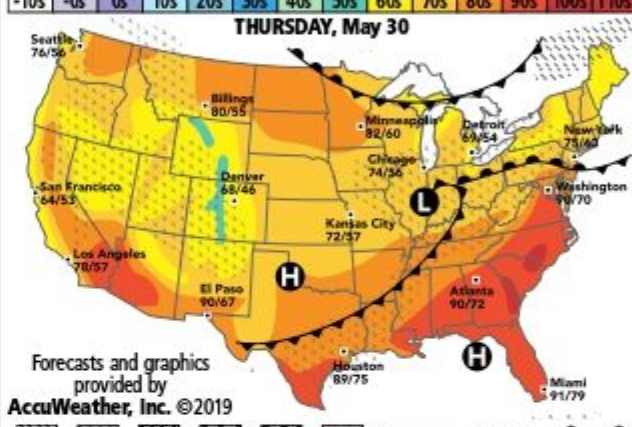 -10s -0s 0s 10s 20s 30s 40s 50s 60s 70s 80s 90s 100s 110s
THURSDAY, May 30
Seattle
76/56
Billings
80/55
Minneapolis
82/60
Detroit
69/54
New York
75/62
Chicago
74/56
Denver
68/46
San Francisco
64/53
Washington
90/70
L
Kansas City
72/57
Los Angeles
78/57
H
El Paso
90/67
Atlanta
90/72
H
Houston
89/75
Miami
91/79
Forecasts and graphics
provided by
AccuWeather, Inc. ©2019